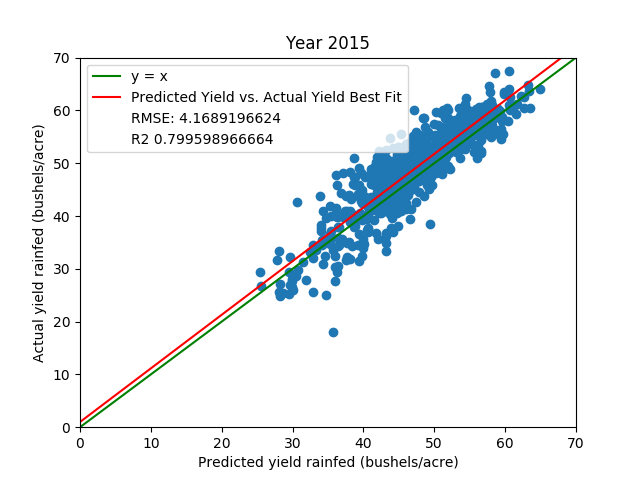 Year 2015
y = x
Predicted Yield vs. Actual Yield Best Fit
RMSE: 4.1689196624
R2 0.799598966664
70
60
50
40
30
20
10
0
Actual yield rainfed (bushels/acre)
0 10 20 30 40 50 60 70
Predicted yield rainfed (bushels/acre)